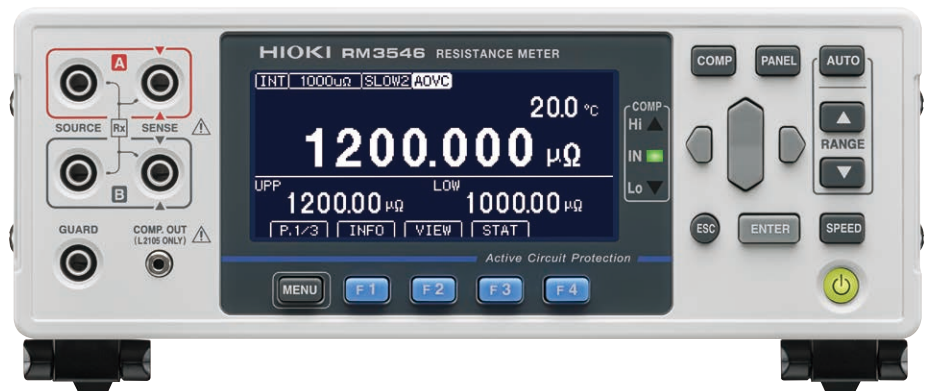 HIOKI RM3546 RESISTANCE METER
INT 1000uΩ SLOW2 AOVC
20.0 °C
1200.000 μΩ
UPP LOW
1200.00 μΩ 1000.00 μΩ
P.1/3 INFO VIEW STAT
Active Circuit Protection
MENU F1 F2 F3 F4
A
SOURCE Rx SENSE
B
GUARD COMP. OUT
(L2105 ONLY)
COMP
Hi
IN
Lo
COMP PANEL AUTO
RANGE
ESC ENTER SPEED